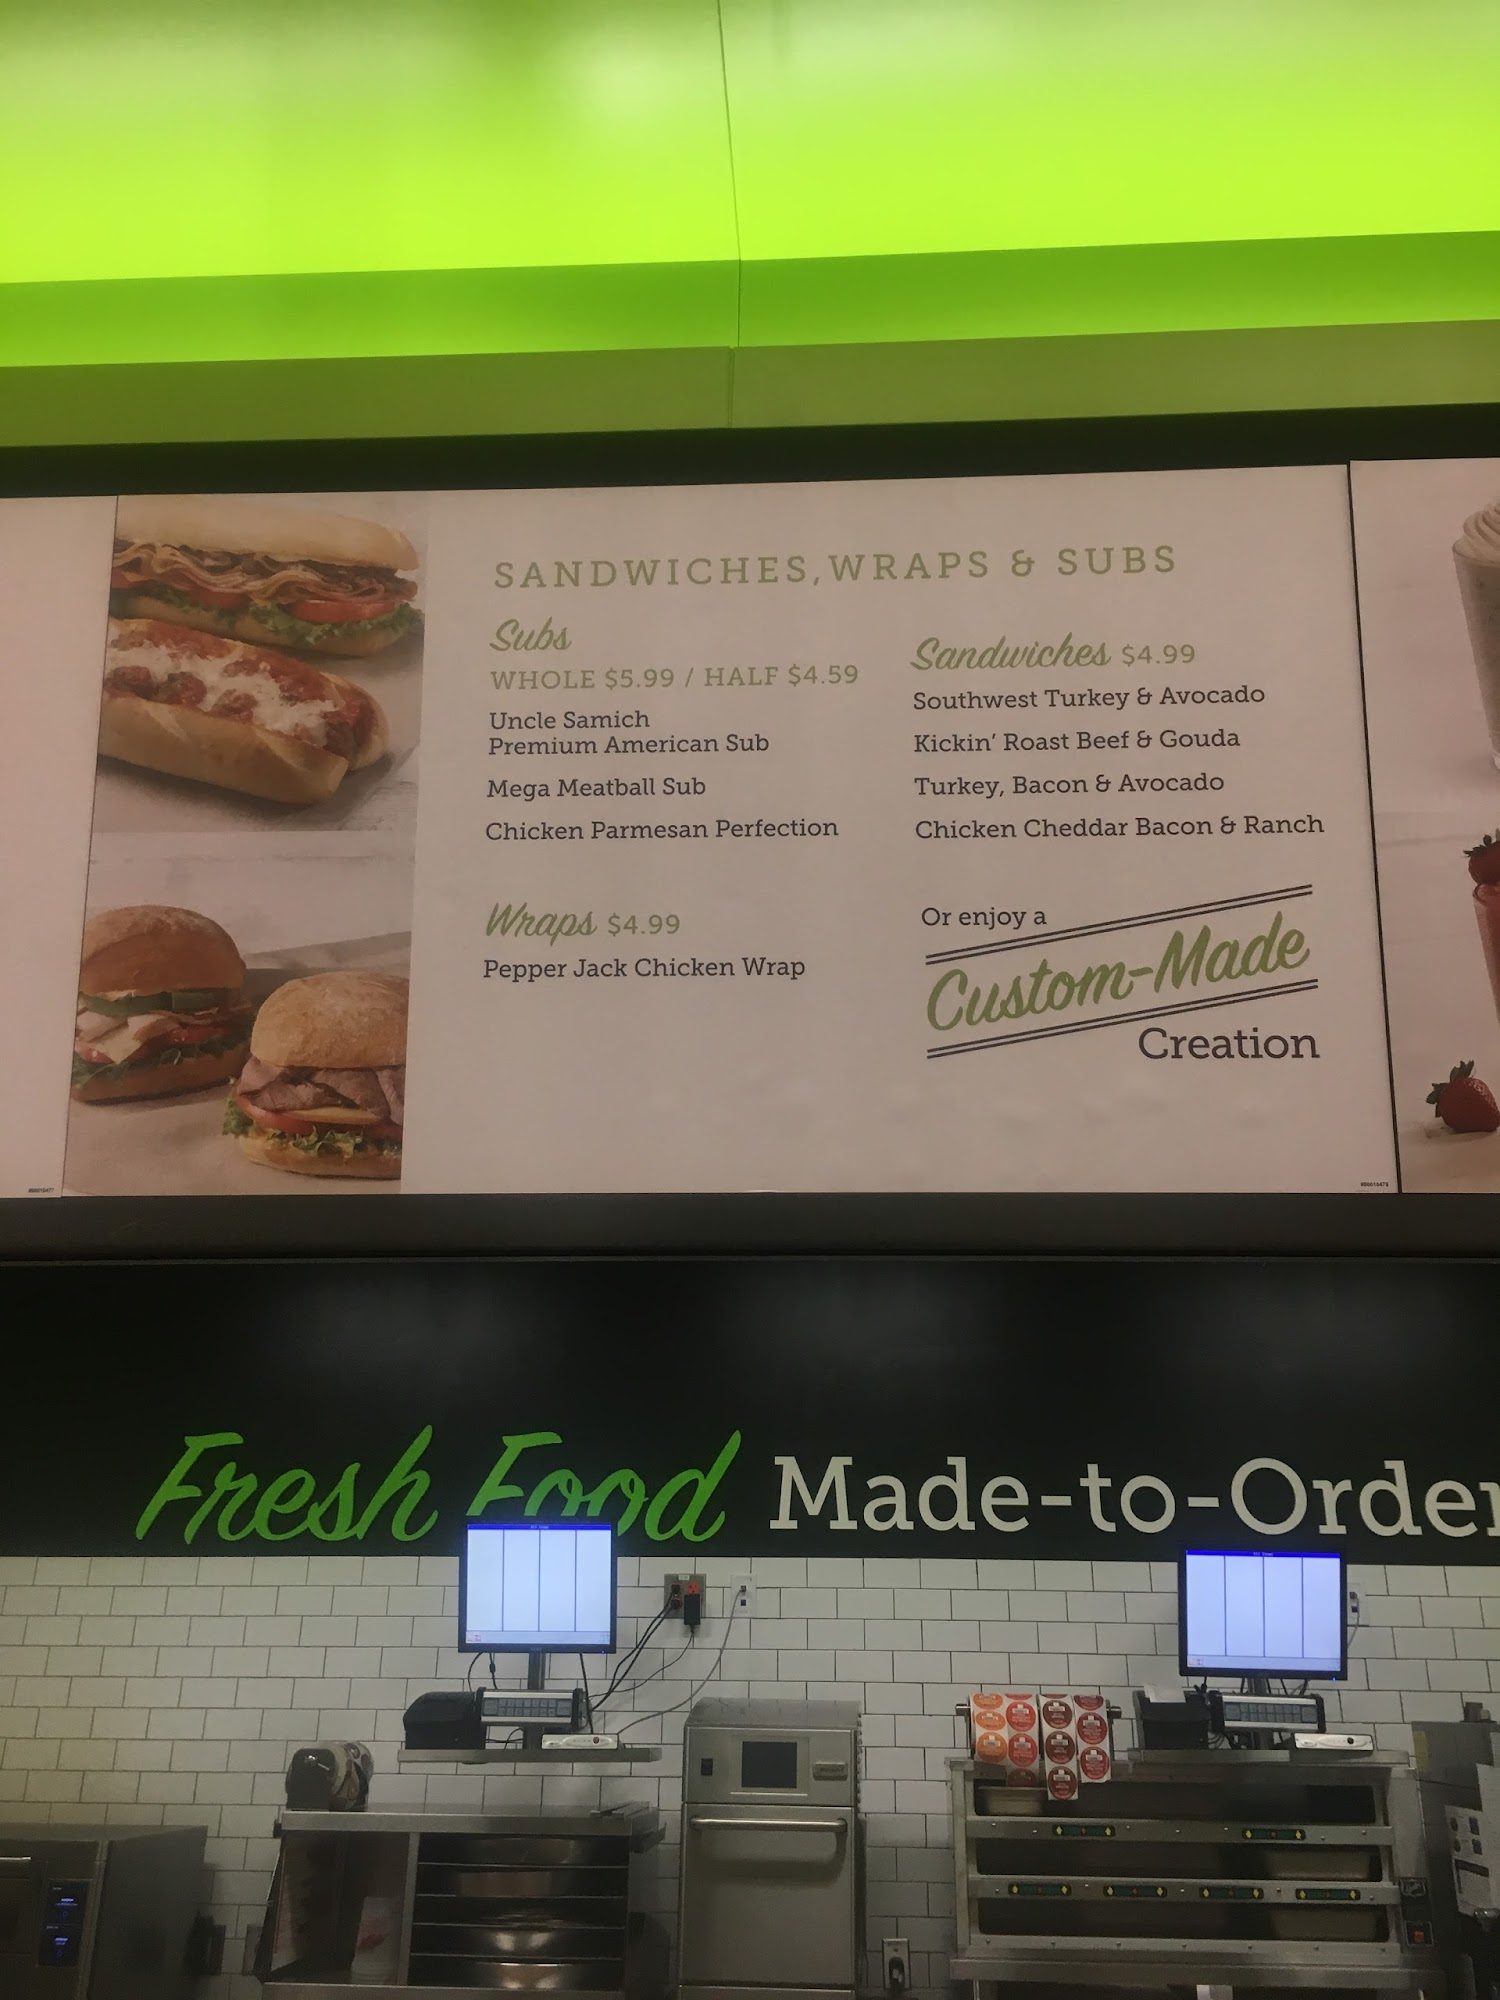 SANDWICHES, WRAPS & SUBS
Subs
WHOLE $5.99 / HALF $4.59
Uncle Samich
Premium American Sub
Mega Meatball Sub
Chicken Parmesan Perfection
Wraps $4.99
Pepper Jack Chicken Wrap
Sandwiches $4.99
Southwest Turkey & Avocado
Kickin' Roast Beef & Gouda
Turkey, Bacon & Avocado
Chicken Cheddar Bacon & Ranch
Or enjoy a
Custom-Made
Creation
Fresh Food Made-to-Order